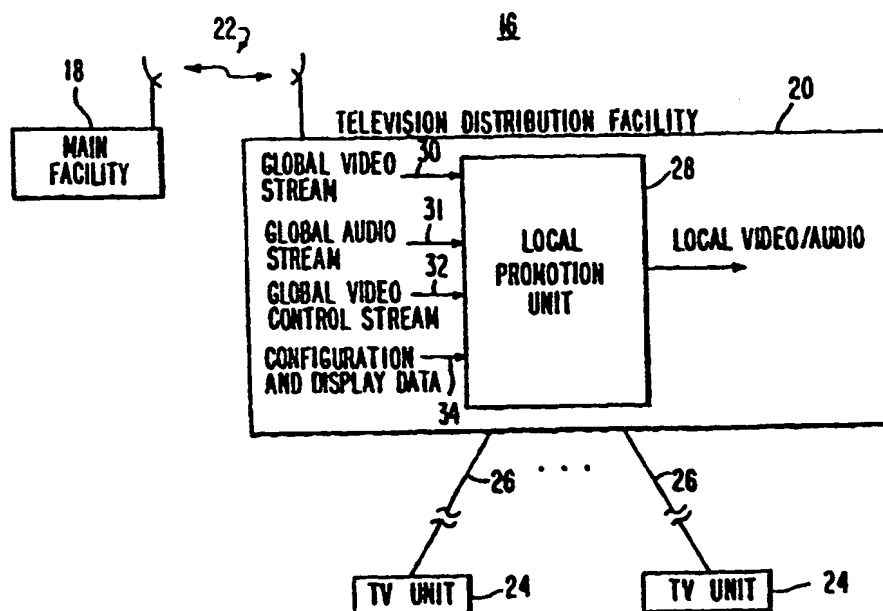 16
22
18
20
TELEVISION DISTRIBUTION FACILITY
MAIN
FACILITY
GLOBAL VIDEO
STREAM
30
28
GLOBAL AUDIO
STREAM
31
LOCAL
PROMOTION
UNIT
LOCAL VIDEO/AUDIO
GLOBAL VIDEO
CONTROL STREAM
32
CONFIGURATION
AND DISPLAY DATA
34
26
. . .
26
TV UNIT
24
TV UNIT
24